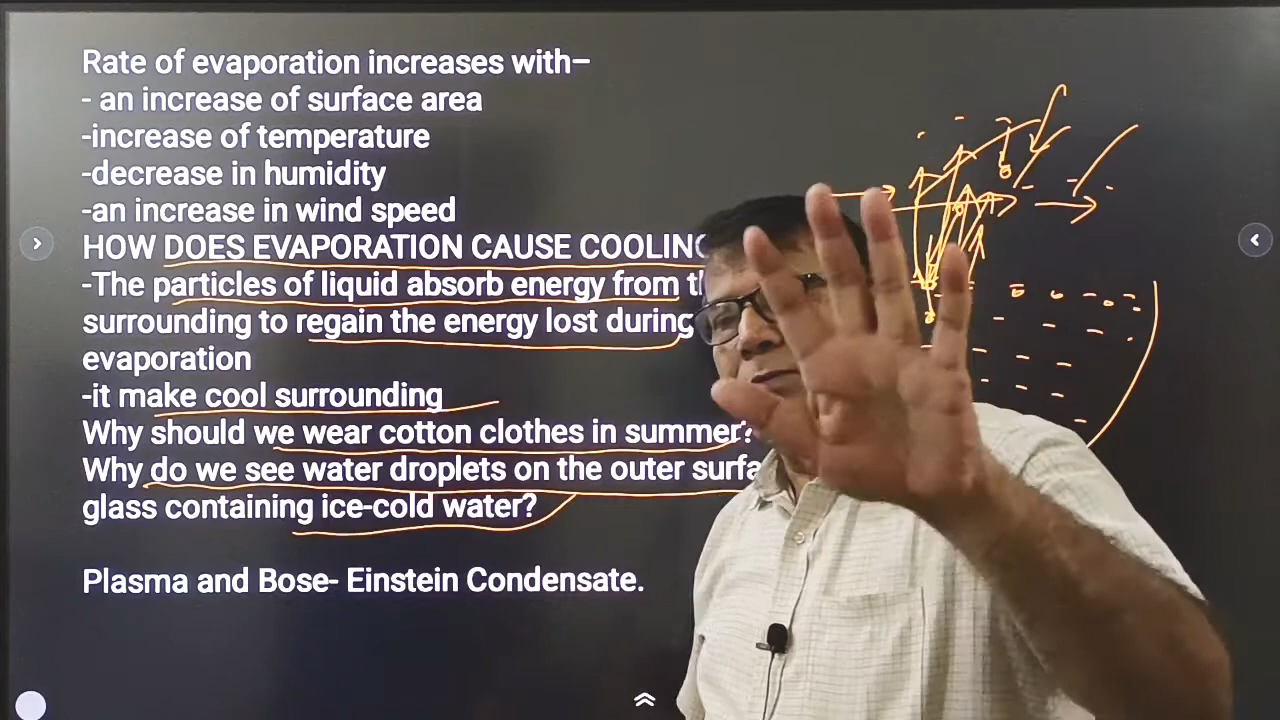 Rate of evaporation increases with–
- an increase of surface area
-increase of temperature
-decrease in humidity
-an increase in wind speed
HOW DOES EVAPORATION CAUSE COOLING
-The particles of liquid absorb energy from
surrounding to regain the energy lost during
evaporation
-it make cool surrounding
Why should we wear cotton clothes in summer?
Why do we see water droplets on the outer
glass containing ice-cold water?
Plasma and Bose- Einstein Condensate.